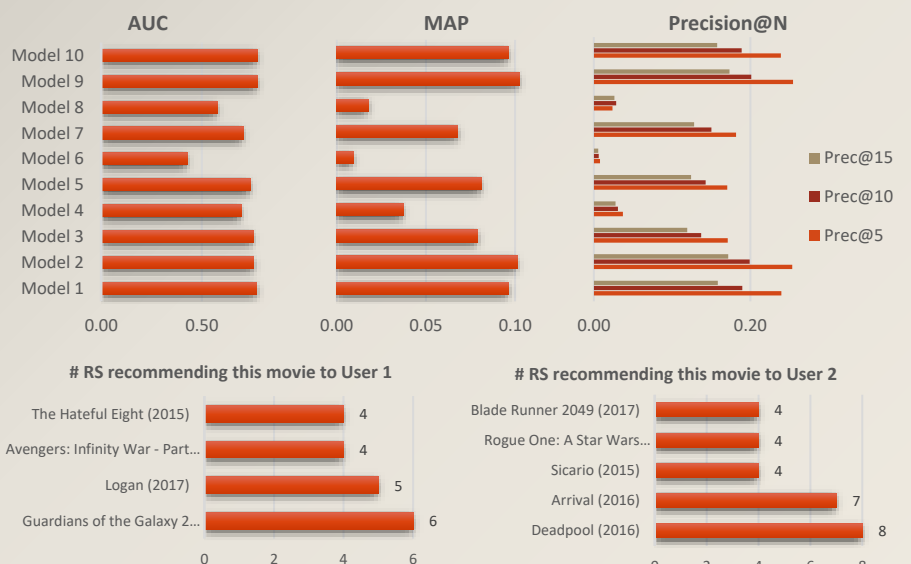 AUC
MAP
Precision@N
Model 10
Model 9
Model 8
Model 7
Model 6
Model 5
Model 4
Model 3
Model 2
Model 1
0.00 0.50
0.00 0.05 0.10
0.00 0.20
Prec@15
Prec@10
Prec@5
# RS recommending this movie to User 1
The Hateful Eight (2015) 4
Avengers: Infinity War - Part... 4
Logan (2017) 5
Guardians of the Galaxy 2... 6
0 2 4 6
# RS recommending this movie to User 2
Blade Runner 2049 (2017) 4
Rogue One: A Star Wars... 4
Sicario (2015) 4
Arrival (2016) 7
Deadpool (2016) 8
0 2 4 6 8